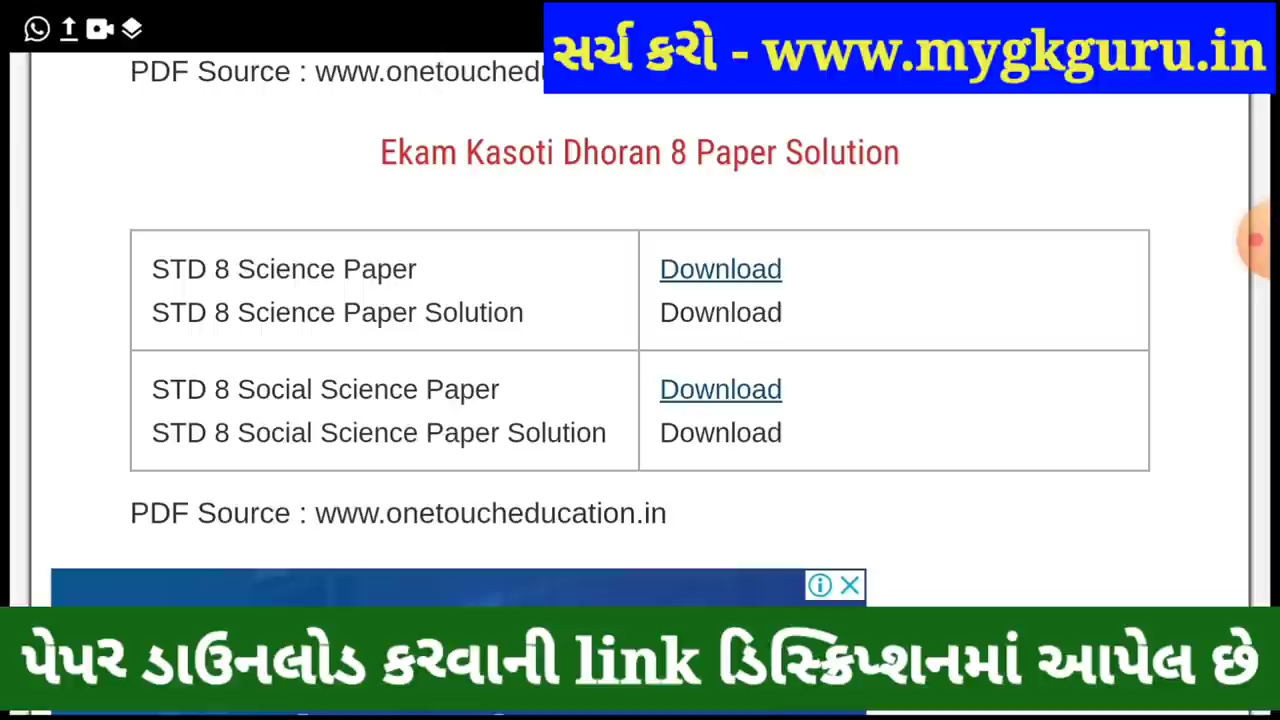 સર્ચ કરો - www.mygkguru.in
PDF Source : www.onetouchedu
Ekam Kasoti Dhoran 8 Paper Solution
STD 8 Science Paper Download
STD 8 Science Paper Solution Download
STD 8 Social Science Paper Download
STD 8 Social Science Paper Solution Download
PDF Source : www.onetoucheducation.in
પેપર ડાઉનલોડ કરવાની link ડિસ્ક્રિપ્શનમાં આપેલ છે